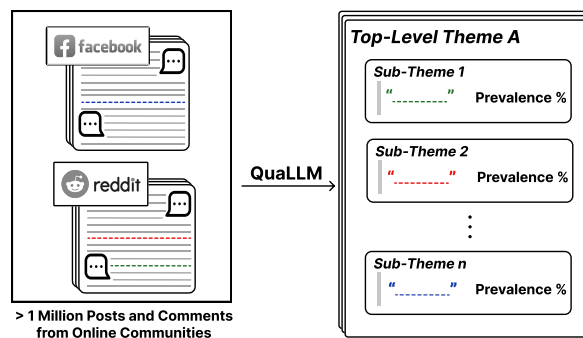 facebook
reddit
> 1 Million Posts and Comments
from Online Communities
QuaLLM
Top-Level Theme A
Sub-Theme 1
“ ” Prevalence %
Sub-Theme 2
“ ” Prevalence %
Sub-Theme n
“ ” Prevalence %